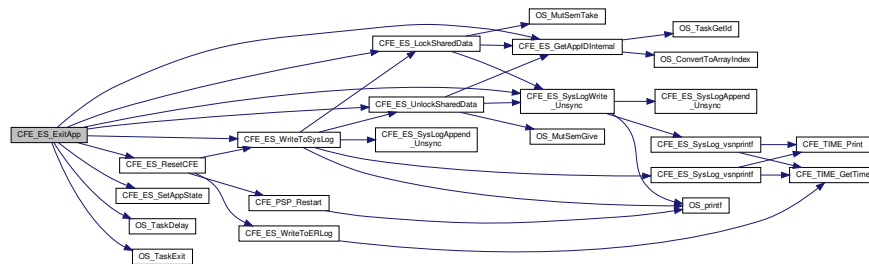 OS_MutSemTake
OS_TaskGetId
CFE_ES_LockSharedData
CFE_ES_GetAppIDInternal
OS_ConvertToArrayIndex
CFE_ES_SysLogWrite
_Unsync
CFE_ES_SysLogAppend
_Unsync
CFE_ES_UnlockSharedData
CFE_ES_ExitApp
CFE_ES_WriteToSysLog
CFE_ES_SysLogAppend
_Unsync
OS_MutSemGive
CFE_ES_SysLog_vsnprintf
CFE_TIME_Print
CFE_ES_ResetCFE
CFE_ES_SysLog_vsnprintf
CFE_TIME_GetTime
CFE_ES_SetAppState
CFE_PSP_Restart
OS_printf
OS_TaskDelay
CFE_ES_WriteToERLog
OS_TaskExit